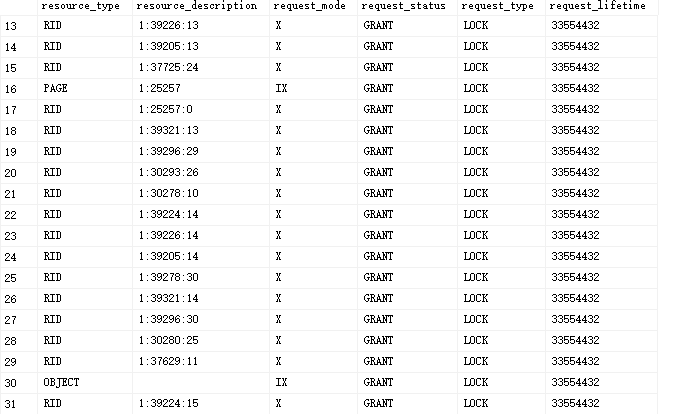 resource_type resource_description request_mode request_status request_type request_lifetime
13 RID 1:39226:13 X GRANT LOCK 33554432
14 RID 1:39205:13 X GRANT LOCK 33554432
15 RID 1:37725:24 X GRANT LOCK 33554432
16 PAGE 1:25257 IX GRANT LOCK 33554432
17 RID 1:25257:0 X GRANT LOCK 33554432
18 RID 1:39321:13 X GRANT LOCK 33554432
19 RID 1:39296:29 X GRANT LOCK 33554432
20 RID 1:30293:26 X GRANT LOCK 33554432
21 RID 1:30278:10 X GRANT LOCK 33554432
22 RID 1:39224:14 X GRANT LOCK 33554432
23 RID 1:39226:14 X GRANT LOCK 33554432
24 RID 1:39205:14 X GRANT LOCK 33554432
25 RID 1:39278:30 X GRANT LOCK 33554432
26 RID 1:39321:14 X GRANT LOCK 33554432
27 RID 1:39296:30 X GRANT LOCK 33554432
28 RID 1:30280:25 X GRANT LOCK 33554432
29 RID 1:37629:11 X GRANT LOCK 33554432
30 OBJECT IX GRANT LOCK 33554432
31 RID 1:39224:15 X GRANT LOCK 33554432